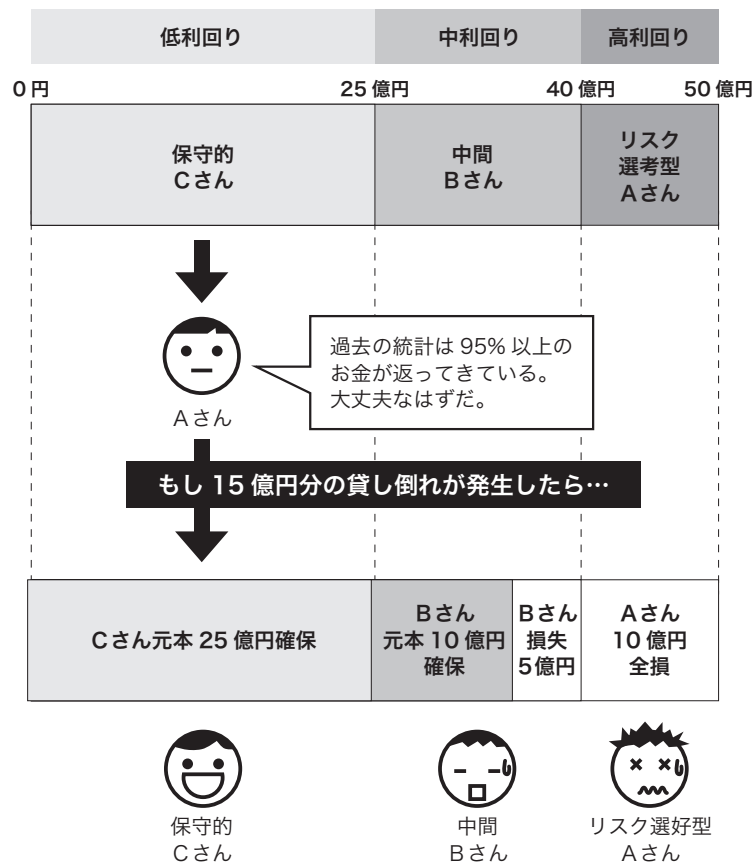 低利回り
中利回り
高利回り
0円
25億円
40億円
50億円
保守的
Cさん
中間
Bさん
リスク
選考型
Aさん
過去の統計は95%以上の
お金が返ってきている。
大丈夫なはずだ。
Aさん
もし15億円分の貸し倒れが発生したら…
Cさん元本25億円確保
Bさん
元本10億円
確保
Bさん
損失
5億円
Aさん
10億円
全損
保守的
Cさん
中間
Bさん
リスク選好型
Aさん